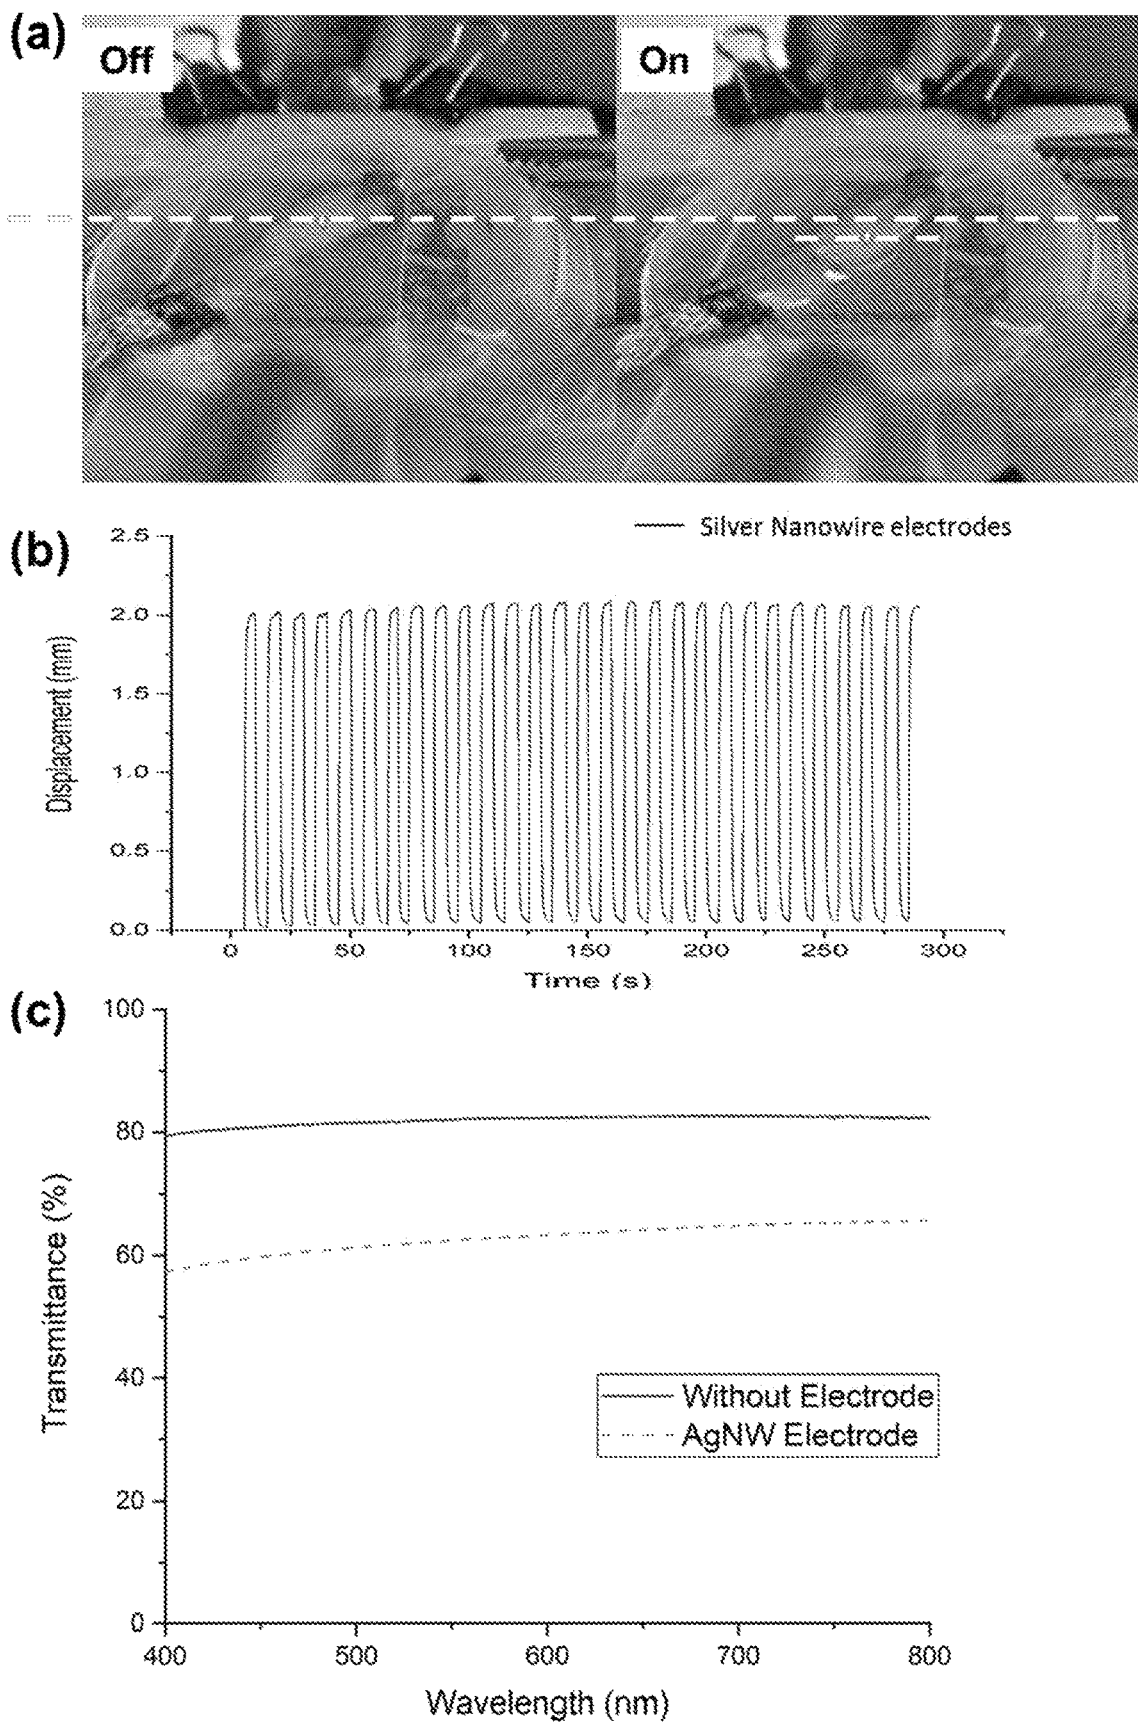 (a)
Off
On
(b)
Silver Nanowire electrodes
2.5
2.0
1.5
1.0
0.5
0.0
Displacement (mm)
0 50 100 150 200 250 300
Time (s)
(c)
100
80
60
40
20
0
Transmittance (%)
Without Electrode
AgNW Electrode
400 500 600 700 800
Wavelength (nm)